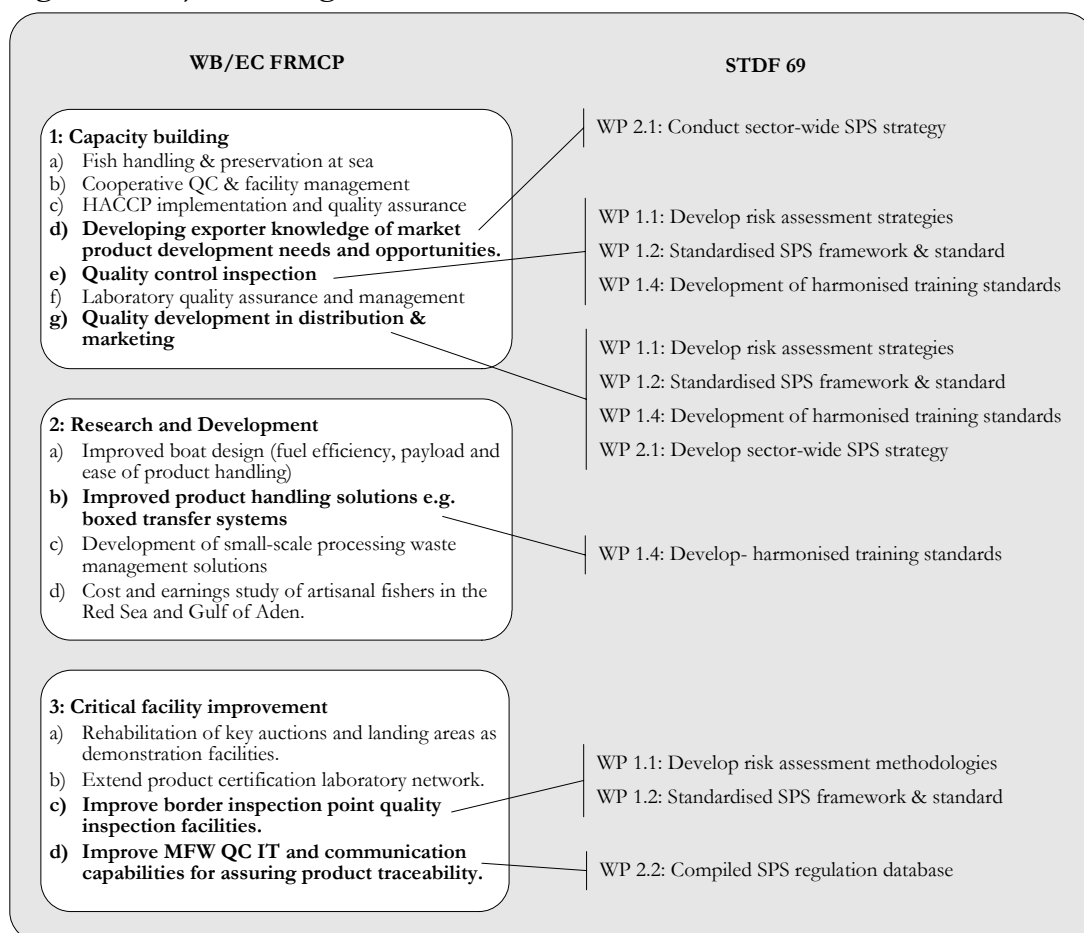 WB/EC FRMCP
STDF 69
1: Capacity building
a) Fish handling & preservation at sea
b) Cooperative QC & facility management
c) HACCP implementation and quality assurance
d) Developing exporter knowledge of market
product development needs and opportunities.
e) Quality control inspection
f) Laboratory quality assurance and management
g) Quality development in distribution &
marketing
WP 2.1: Conduct sector-wide SPS strategy
WP 1.1: Develop risk assessment strategies
WP 1.2: Standardised SPS framework & standard
WP 1.4: Development of harmonised training standards
WP 1.1: Develop risk assessment strategies
WP 1.2: Standardised SPS framework & standard
WP 1.4: Development of harmonised training standards
WP 2.1: Develop sector-wide SPS strategy
2: Research and Development
a) Improved boat design (fuel efficiency, payload and
ease of product handling)
b) Improved product handling solutions e.g.
boxed transfer systems
c) Development of small-scale processing waste
management solutions
d) Cost and earnings study of artisanal fishers in the
Red Sea and Gulf of Aden.
WP 1.4: Develop- harmonised training standards
3: Critical facility improvement
a) Rehabilitation of key auctions and landing areas as
demonstration facilities.
b) Extend product certification laboratory network.
c) Improve border inspection point quality
inspection facilities.
d) Improve MFW QC IT and communication
capabilities for assuring product traceability.
WP 1.1: Develop risk assessment methodologies
WP 1.2: Standardised SPS framework & standard
WP 2.2: Compiled SPS regulation database